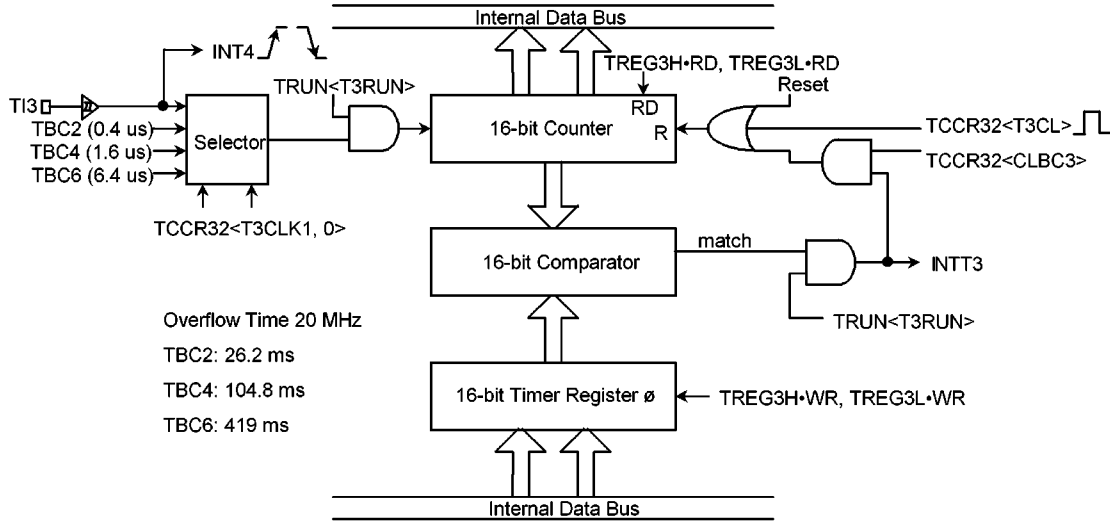 Internal Data Bus
INT4
TREG3H•RD, TREG3L•RD
TRUN<T3RUN>
Reset
TI3
RD
TBC2 (0.4 us)
Selector
16-bit Counter
R
TCCR32<T3CL>
TBC4 (1.6 us)
TCCR32<CLBC3>
TBC6 (6.4 us)
TCCR32<T3CLK1, 0>
match
16-bit Comparator
INTT3
Overflow Time 20 MHz
TRUN<T3RUN>
TBC2: 26.2 ms
TBC4: 104.8 ms
16-bit Timer Register ø
TREG3H•WR, TREG3L•WR
TBC6: 419 ms
Internal Data Bus